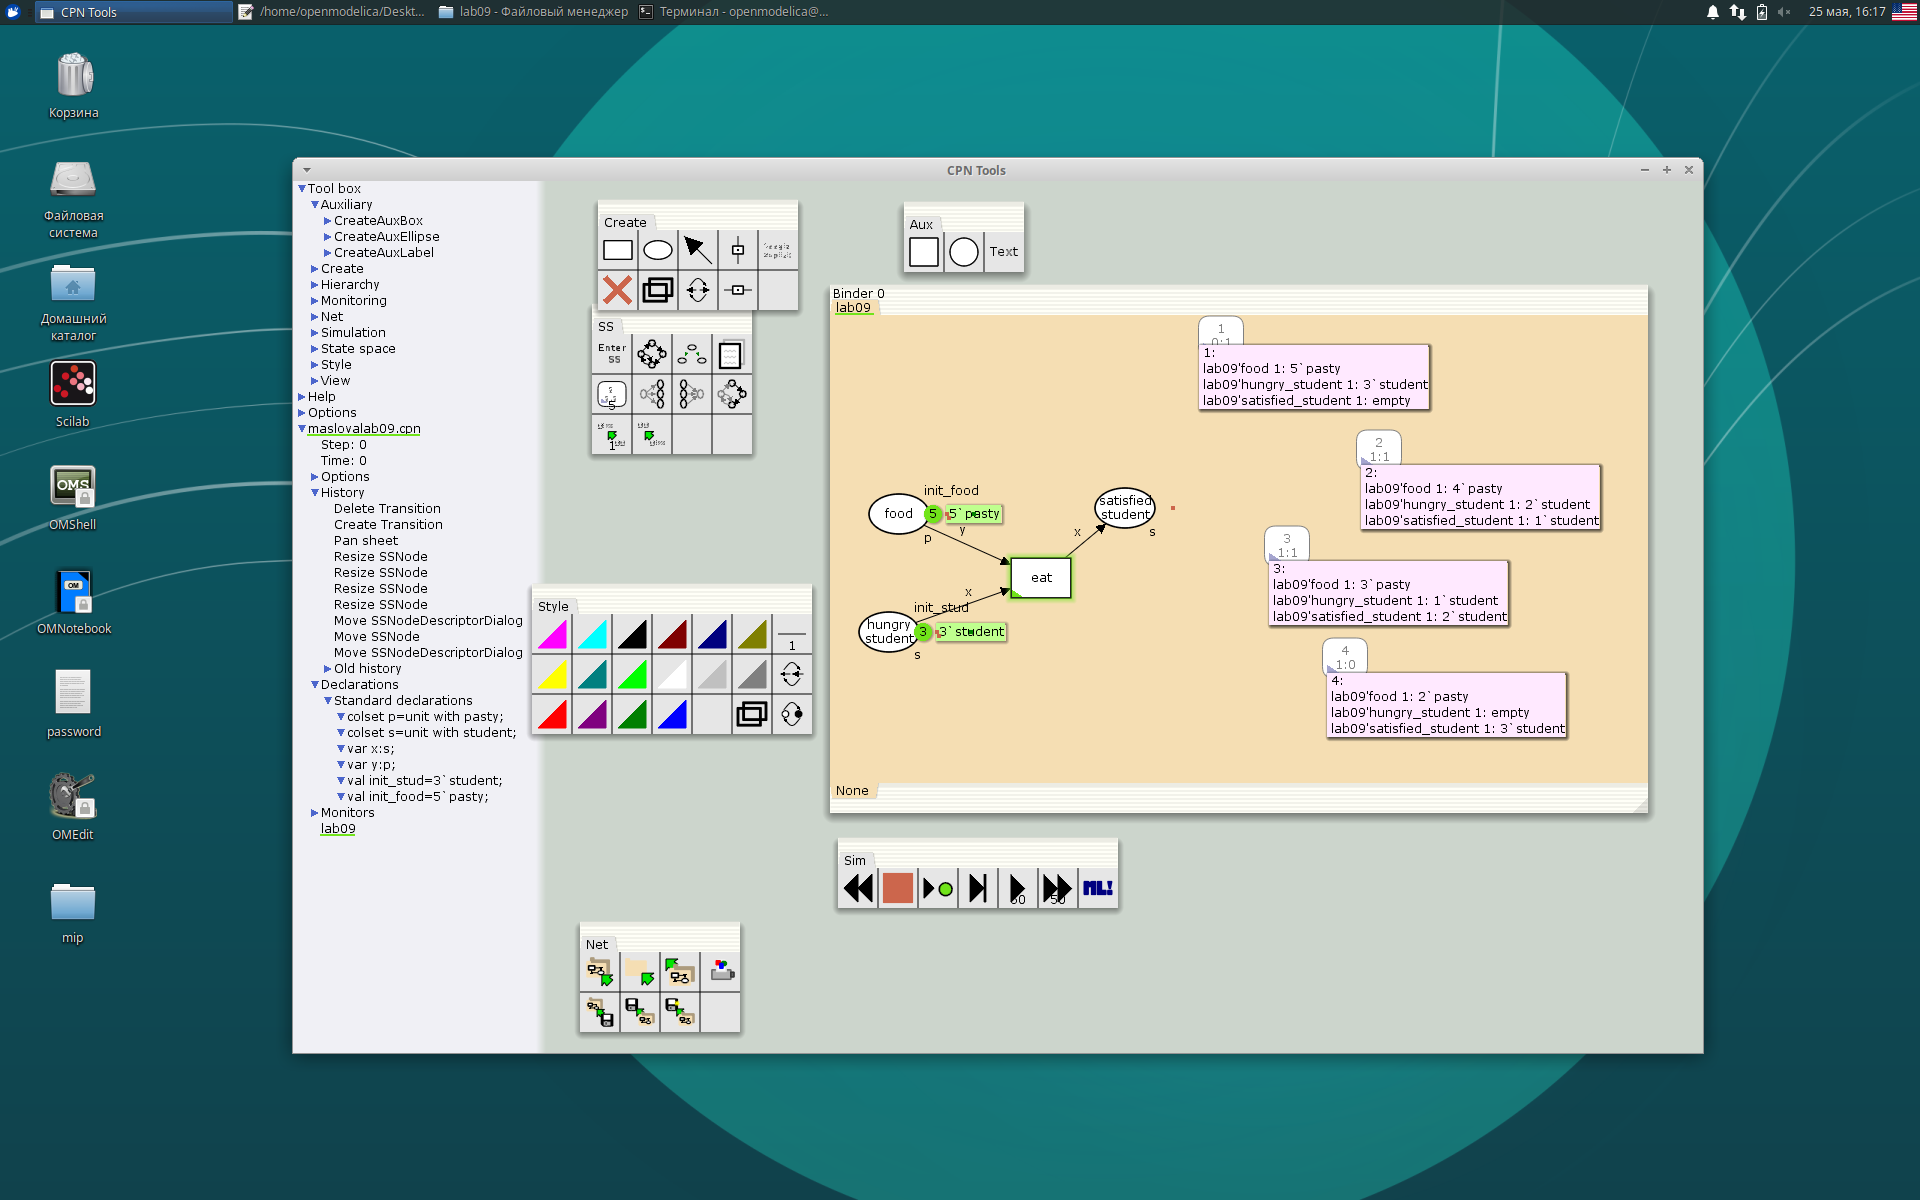 CPN Tools
/home/openmodelica/Deskt...
lab09 - Файловый менеджер
Терминал - openmodelica@...
25 мая, 16:17
Корзина
Файловая
система
Домашний
каталог
Scilab
OMS
OMShell
OM
OMNotebook
password
OMEdit
mip
CPN Tools
Tool box
Auxiliary
CreateAuxBox
CreateAuxEllipse
CreateAuxLabel
Create
Hierarchy
Monitoring
Net
Simulation
State space
Style
View
Help
Options
maslovalab09.cpn
Step: 0
Time: 0
Options
History
Delete Transition
Create Transition
Pan sheet
Resize SSNode
Resize SSNode
Resize SSNode
Resize SSNode
Move SSNodeDescriptorDialog
Move SSNode
Move SSNodeDescriptorDialog
Old history
Declarations
Standard declarations
colset p=unit with pasty;
colset s=unit with student;
var x:s;
var y:p;
val init_stud=3`student;
val init_food=5`pasty;
Monitors
lab09
Create
SS
Enter
SS
5
1
Aux
Text
Style
1
Binder 0
lab09
init_food
food
5
5`pasty
y
p
satisfied
student
x
s
eat
x
init_stud
hungry
student
3
3`student
s
1
0:1
1:
lab09'food 1: 5`pasty
lab09'hungry_student 1: 3`student
lab09'satisfied_student 1: empty
2
1:1
2:
lab09'food 1: 4`pasty
lab09'hungry_student 1: 2`student
lab09'satisfied_student 1: 1`student
3
1:1
3:
lab09'food 1: 3`pasty
lab09'hungry_student 1: 1`student
lab09'satisfied_student 1: 2`student
4
1:0
4:
lab09'food 1: 2`pasty
lab09'hungry_student 1: empty
lab09'satisfied_student 1: 3`student
None
Sim
50
ML!
Net